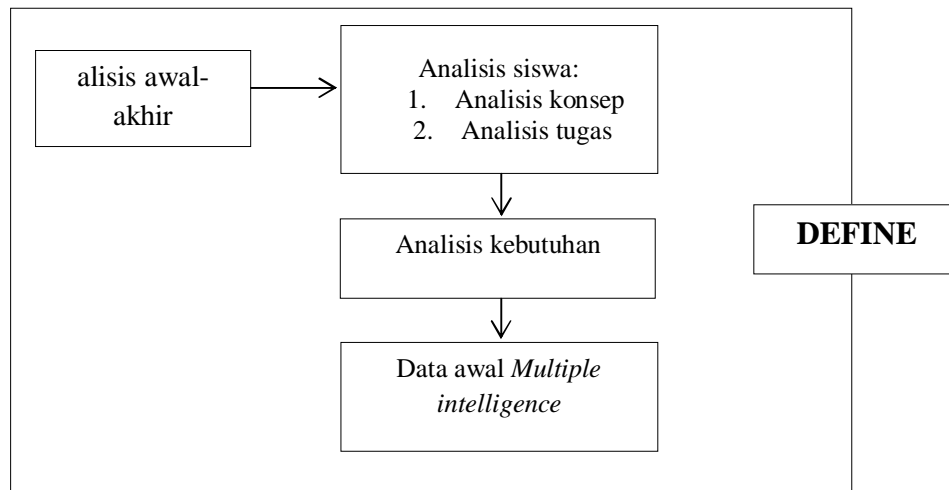 alisis awal-
akhir
Analisis siswa:
1. Analisis konsep
2. Analisis tugas
Analisis kebutuhan
DEFINE
Data awal Multiple
intelligence